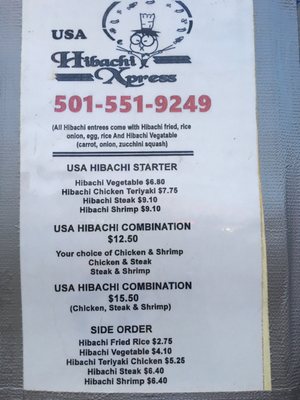 USA
Hibachi
Xpress
501-551-9249
(All Hibachi entrees come with Hibachi fried, rice
onion, egg, rice And Hibachi Vegatable
(carrot, onion, zucchini squash)
USA HIBACHI STARTER
Hibachi Vegetable $6.80
Hibachi Chicken Teriyaki $7.75
Hibachi Steak $9.10
Hibachi Shrimp $9.10
USA HIBACHI COMBINATION
$12.50
Your choice of Chicken & Shrimp
Chicken & Steak
Steak & Shrimp
USA HIBACHI COMBINATION
$15.50
(Chicken, Steak & Shrimp)
SIDE ORDER
Hibachi Fried Rice $2.75
Hibachi Vegetable $4.10
Hibachi Teriyaki Chicken $5.25
Hibachi Steak $6.40
Hibachi Shrimp $6.40